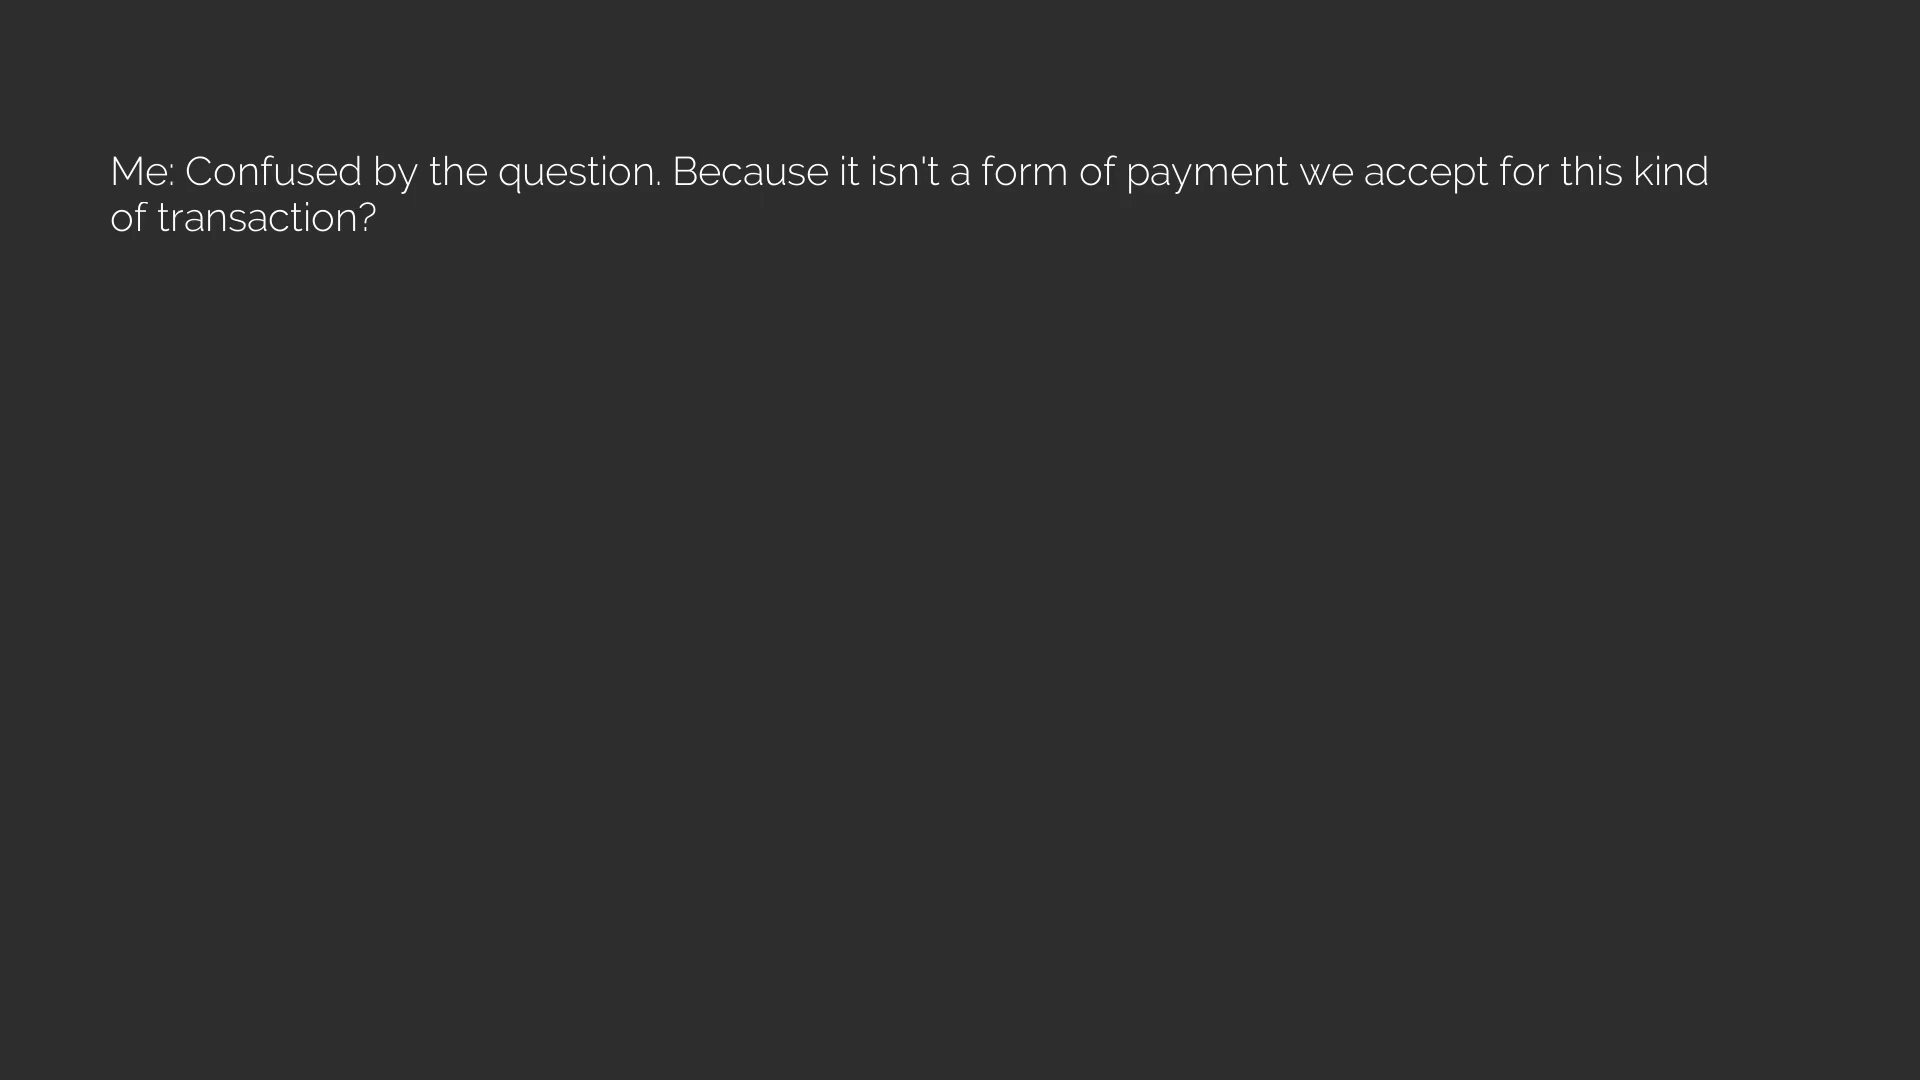 Me: Confused by the question. Because it isn't a form of payment we accept for this kind
of transaction?